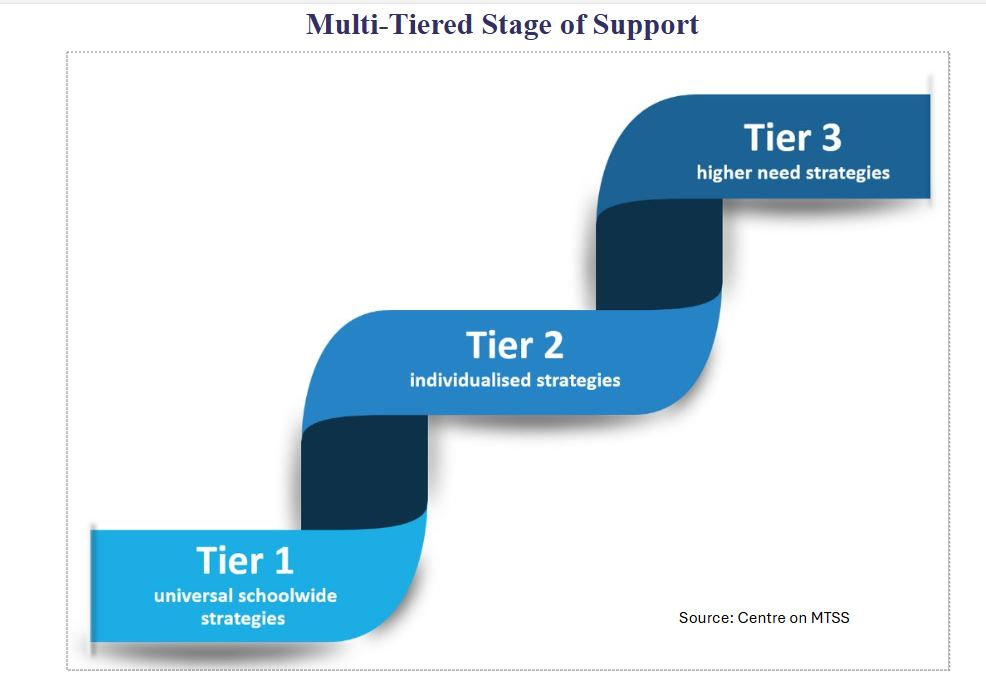 Multi-Tiered Stage of Support
Tier 3
higher need strategies
Tier 2
individualised strategies
Tier 1
universal schoolwide
strategies
Source: Centre on MTSS